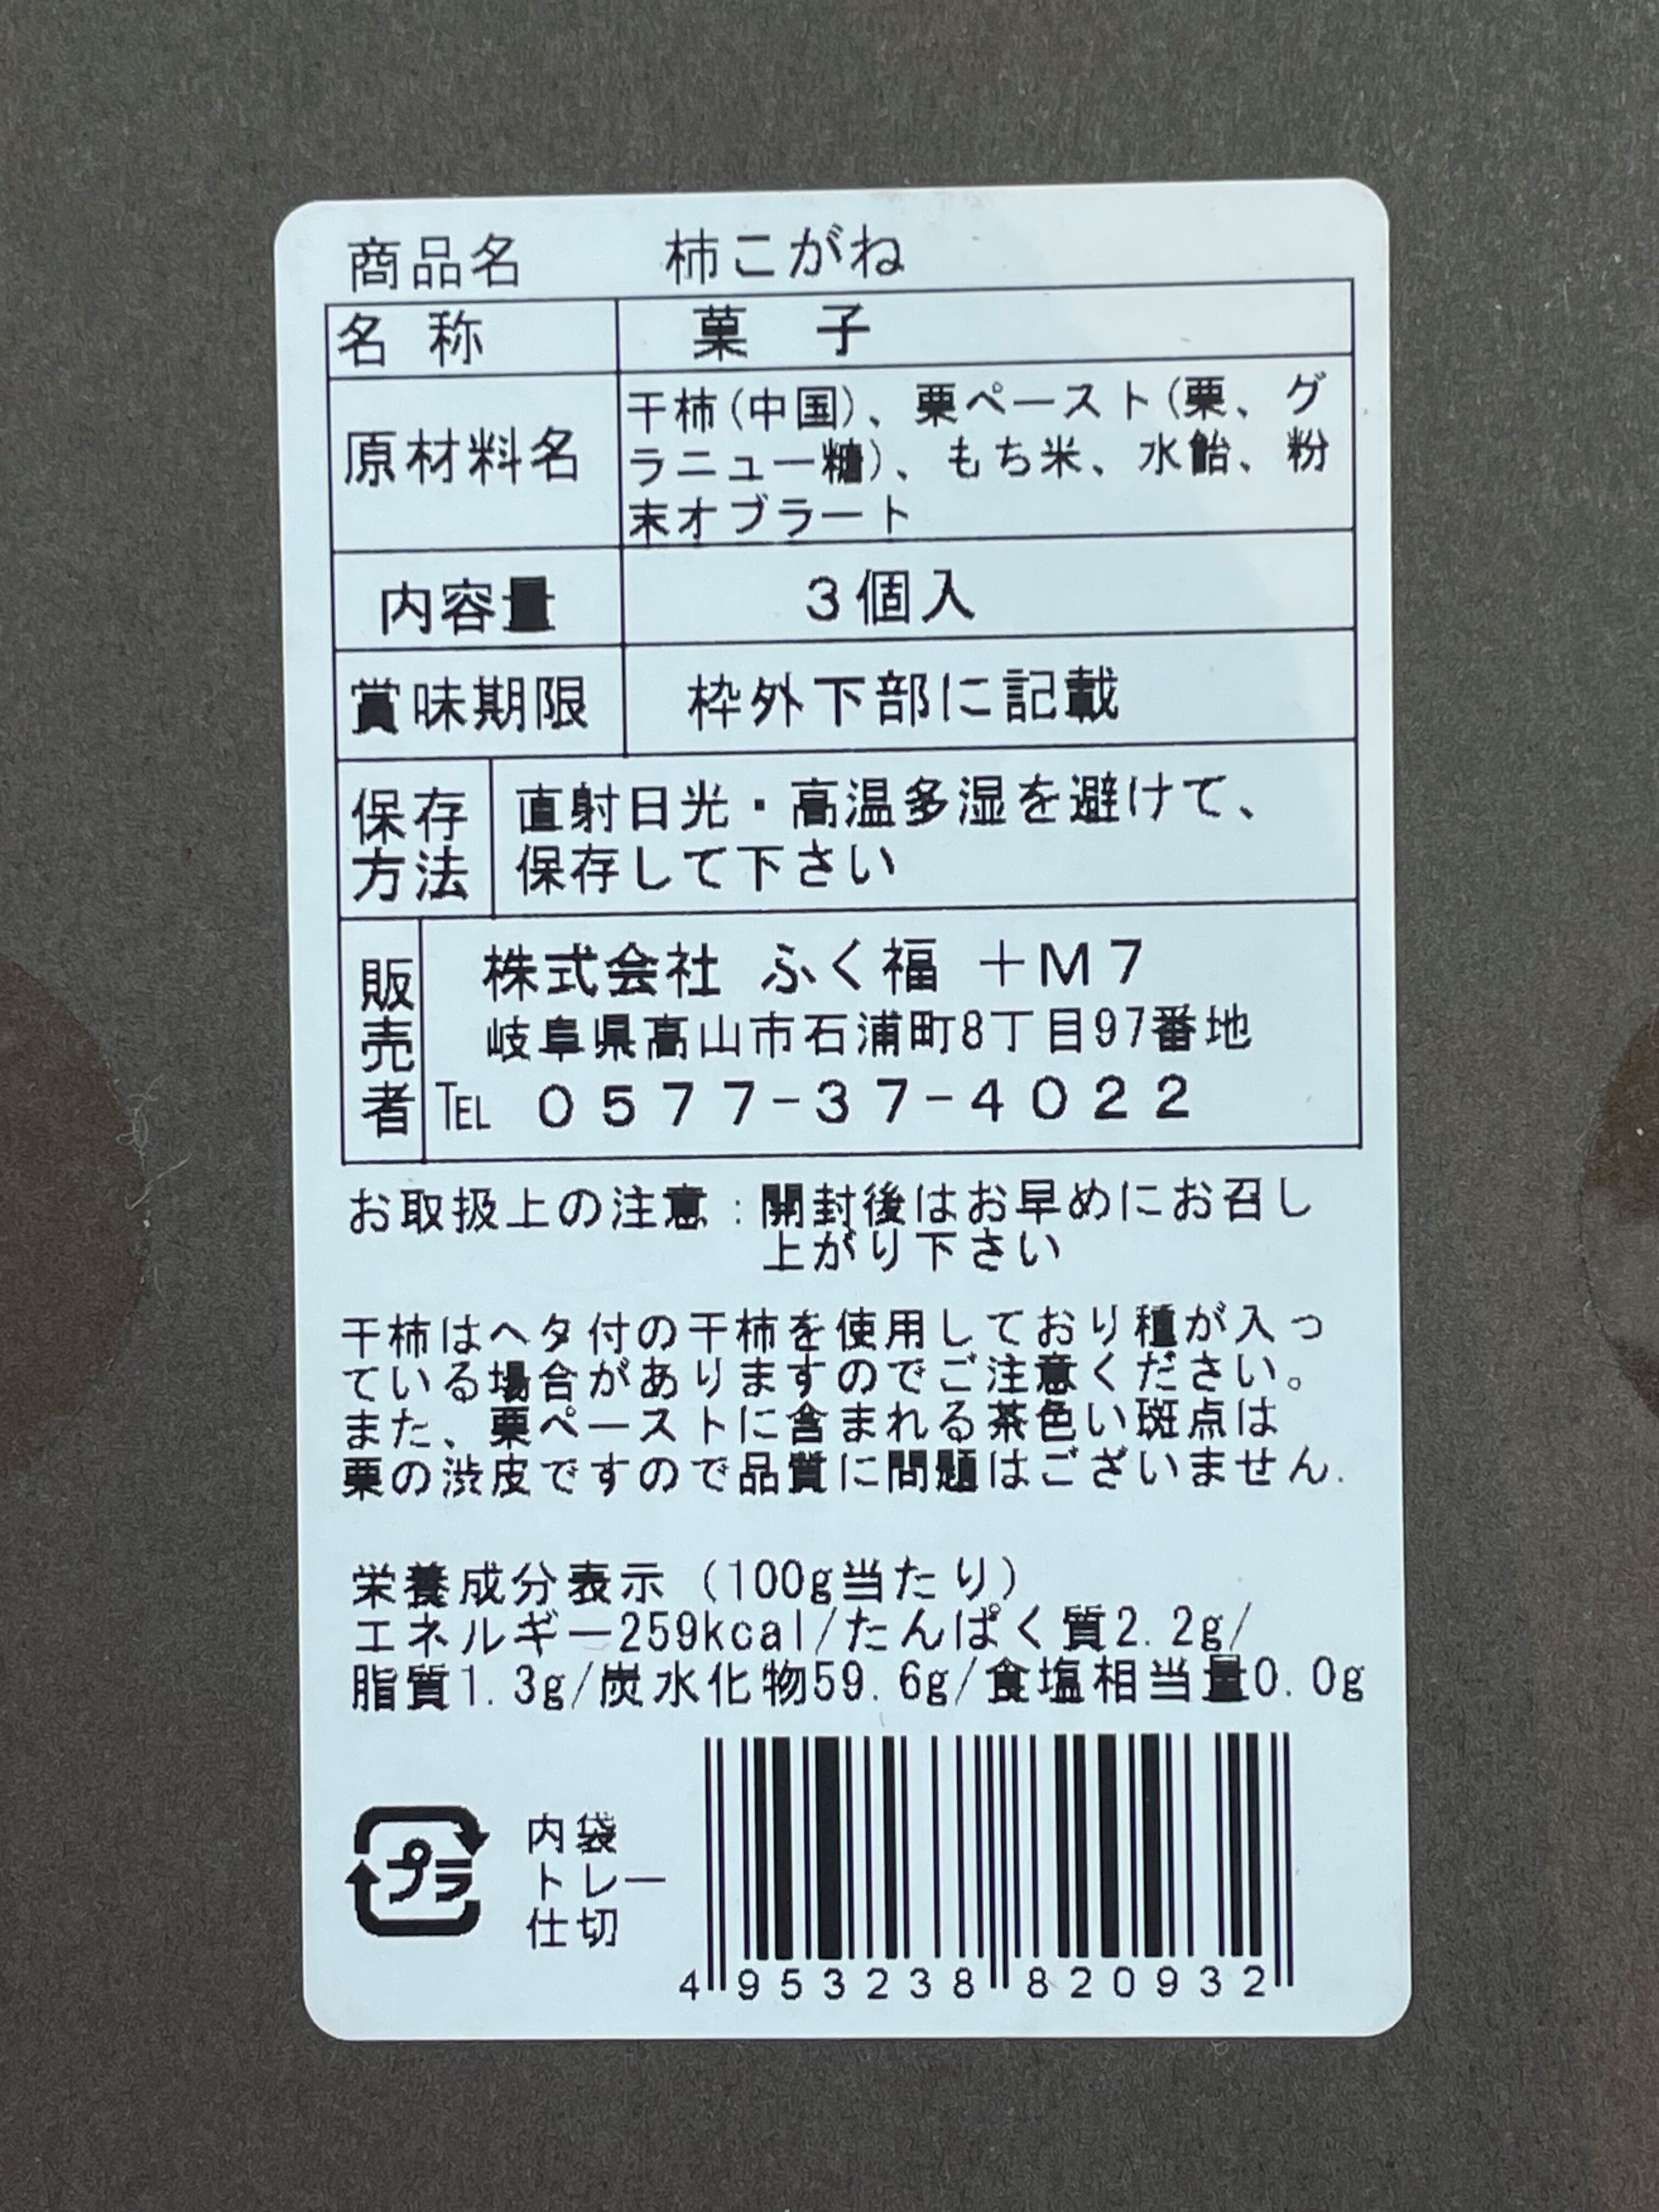 商品名 柿こがね
名 称 菓 子
原材料名 干柿(中国)、栗ペースト(栗、グ
ラニュー糖)、もち米、水飴、粉
末オブラート
内容量 3個入
賞味期限 枠外下部に記載
保存方法 直射日光・高温多湿を避けて、
保存して下さい
販売者 株式会社 ふく福 +M7
岐阜県高山市石浦町8丁目97番地
TEL 0577-37-4022
お取扱上の注意:開封後はお早めにお召し
上がり下さい
干柿はヘタ付の干柿を使用しており種が入っ
ている場合がありますのでご注意ください。
また、栗ペーストに含まれる茶色い斑点は
栗の渋皮ですので品質に問題はございません.
栄養成分表示(100g当たり)
エネルギー259kcal/たんぱく質2.2g/
脂質1.3g/炭水化物59.6g/食塩相当量0.0g
プラ
内袋
トレー
仕切
4 953238 820932